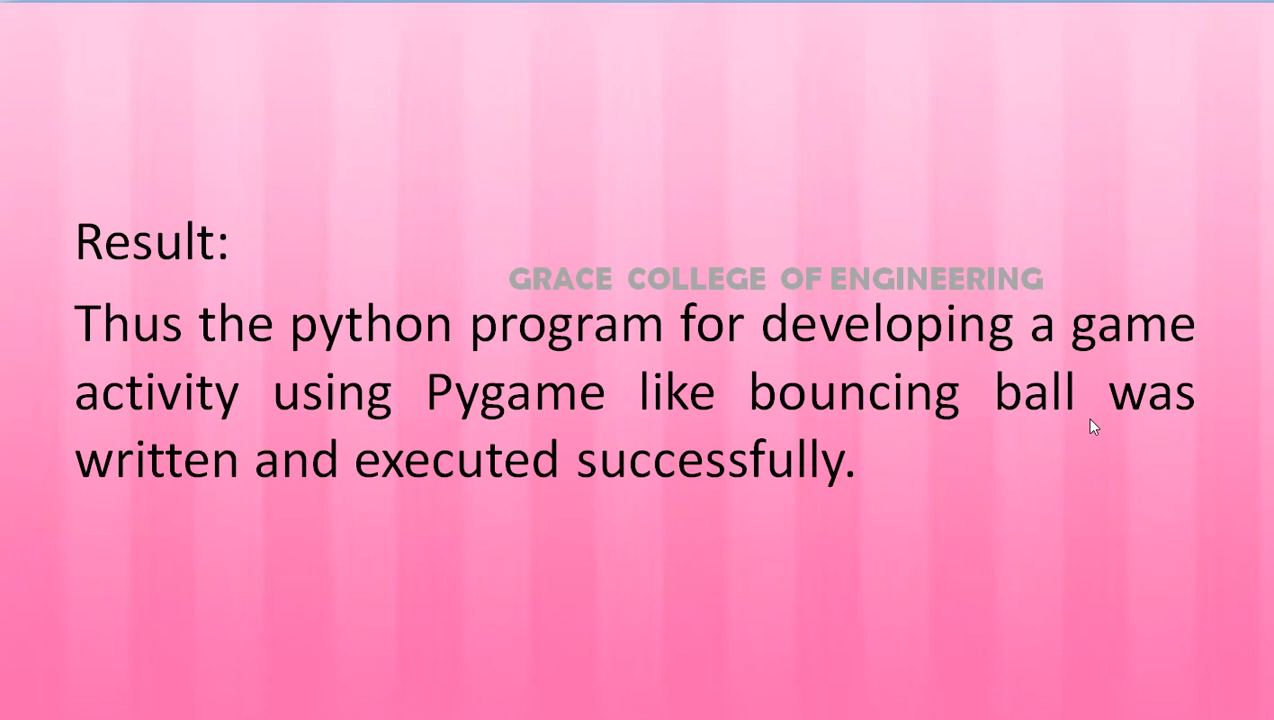 Result:
GRACE COLLEGE OF ENGINEERING
Thus the python program for developing a game
activity using Pygame like bouncing ball was
written and executed successfully.